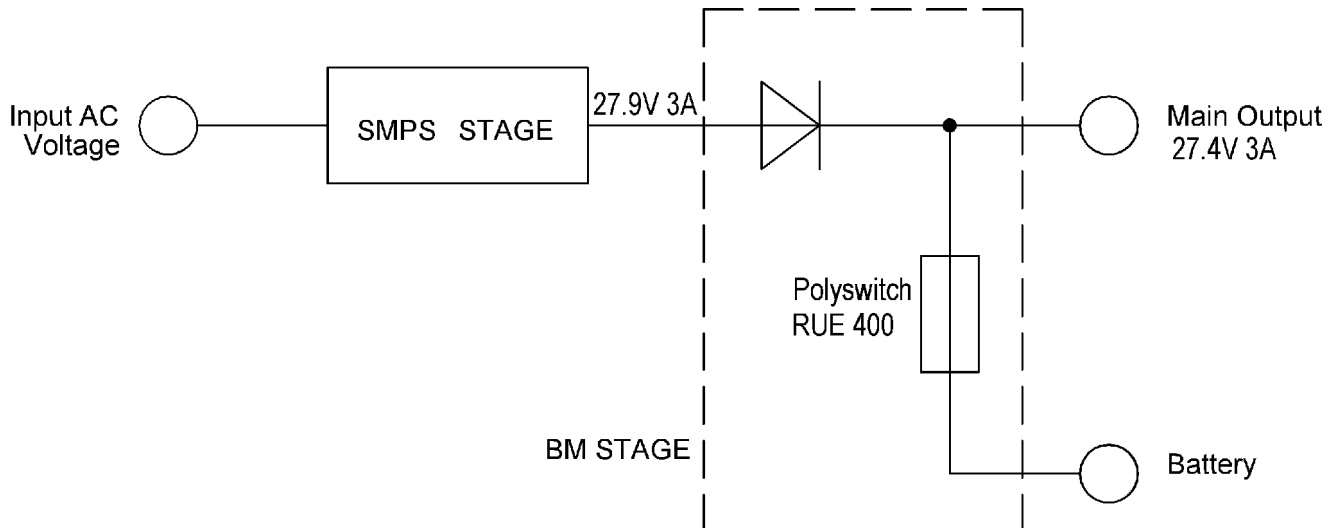 Input AC
Voltage
SMPS STAGE
27.9V 3A
Main Output
27.4V 3A
Polyswitch
RUE 400
BM STAGE
Battery